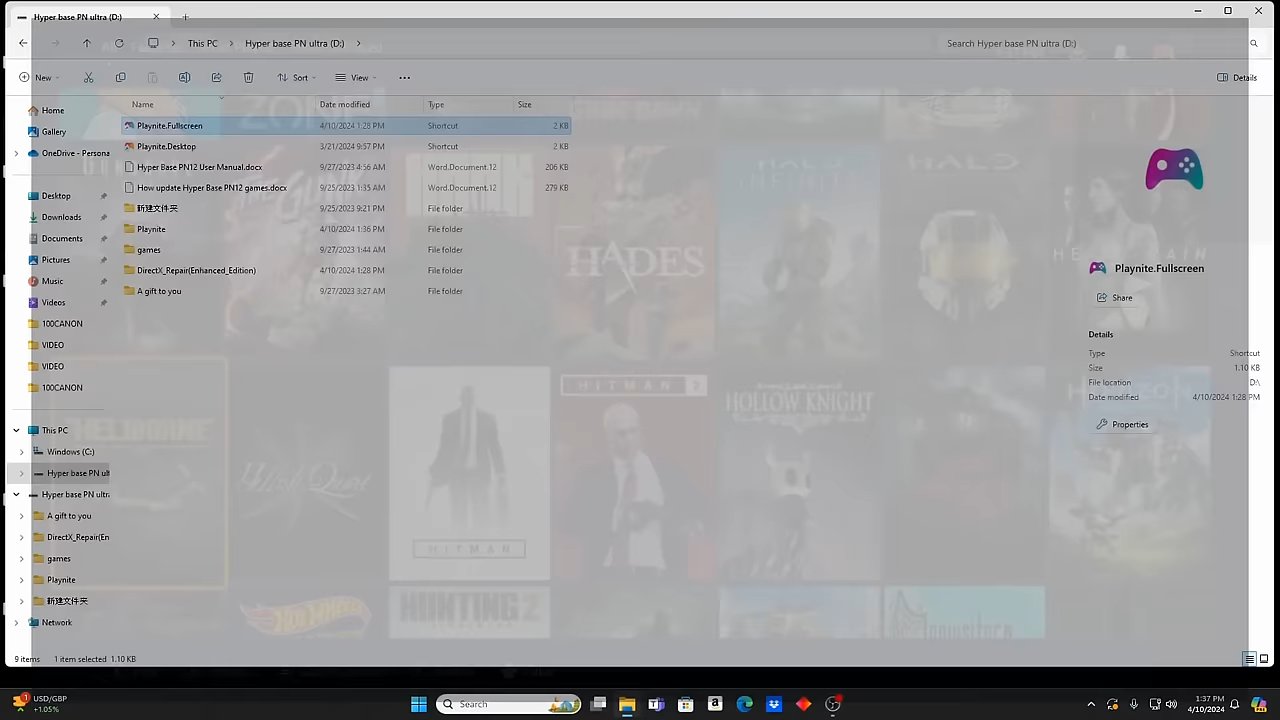 Hyper base PN ultra (D:)
This PC
Hyper base PN ultra (D:)
Search Hyper base PN ultra (D:)
New
Sort
View
Details
Name
Date modified
Type
Size
Home
Gallery
OneDrive - Persona
Desktop
Downloads
Documents
Pictures
Music
Videos
100CANON
VIDEO
VIDEO
100CANON
This PC
Windows (C:)
Hyper base PN ult
Hyper base PN ultra
A gift to you
DirectX_Repair(En
games
Playnite
新建文件夹
Network
Playnite.Fullscreen 4/10/2024 1:28 PM Shortcut 2 KB
Playnite.Desktop 3/21/2024 9:57 PM Shortcut 2 KB
Hyper Base PN12 User Manual.docx 9/27/2023 4:56 AM Word.Document.12 206 KB
How update Hyper Base PN12 games.docx 9/25/2023 1:35 AM Word.Document.12 279 KB
新建文件夹 9/25/2023 9:21 PM File folder
Playnite 4/10/2024 1:36 PM File folder
games 9/27/2023 1:44 AM File folder
DirectX_Repair(Enhanced_Edition) 4/10/2024 1:28 PM File folder
A gift to you 9/27/2023 3:27 AM File folder
HALO
HALO
HADES
HITMAN
HITMAN 2
HOLLOW KNIGHT
HOT WHEELS
Playnite.Fullscreen
Share
Details
Type Shortcut
Size 1.10 KB
File location D:\
Date modified 4/10/2024 1:28 PM
Properties
9 items 1 item selected 1.10 KB
USD/GBP
+1.05%
Search
1:37 PM
4/10/2024